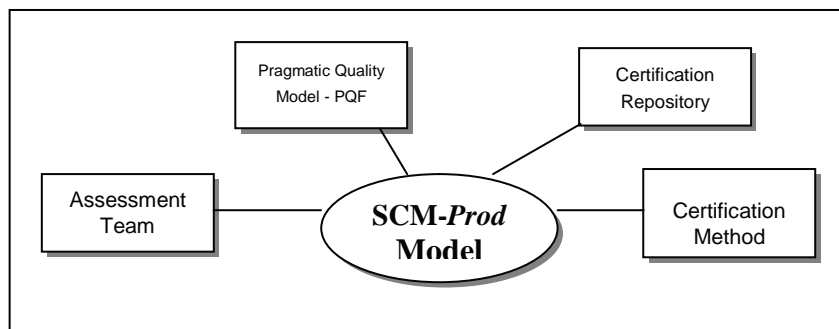 Pragmatic Quality
Model - PQF
Certification
Repository
Assessment
Team
SCM-Prod
Model
Certification
Method